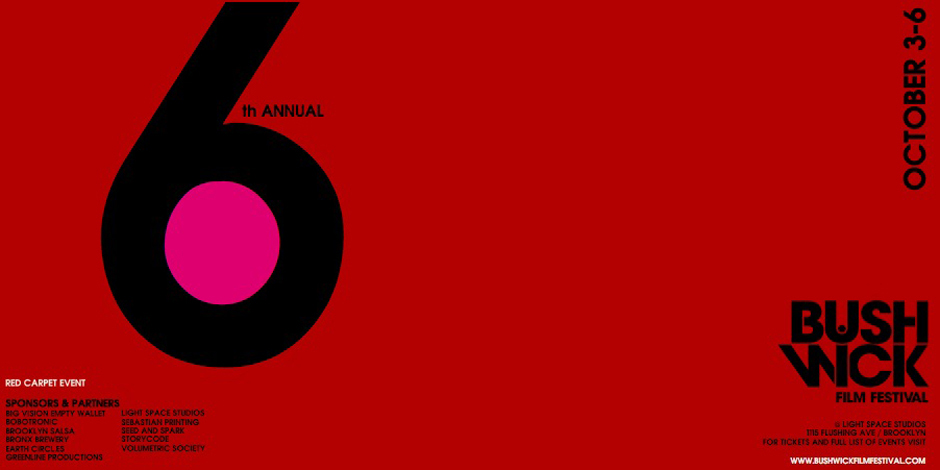 6
th ANNUAL
OCTOBER 3-6
BUSH
WICK
FILM FESTIVAL
RED CARPET EVENT
SPONSORS & PARTNERS
BIG VISION EMPTY WALLET
BOBOTRONIC
BROOKLYN SALSA
BRONX BREWERY
EARTH CIRCLES
GREENLINE PRODUCTIONS
LIGHT SPACE STUDIOS
SEBASTIAN PRINTING
SEED AND SPARK
STORYCODE
VOLUMETRIC SOCIETY
@ LIGHT SPACE STUDIOS
1115 FLUSHING AVE / BROOKLYN
FOR TICKETS AND FULL LIST OF EVENTS VISIT
WWW.BUSHWICKFILMFESTIVAL.COM